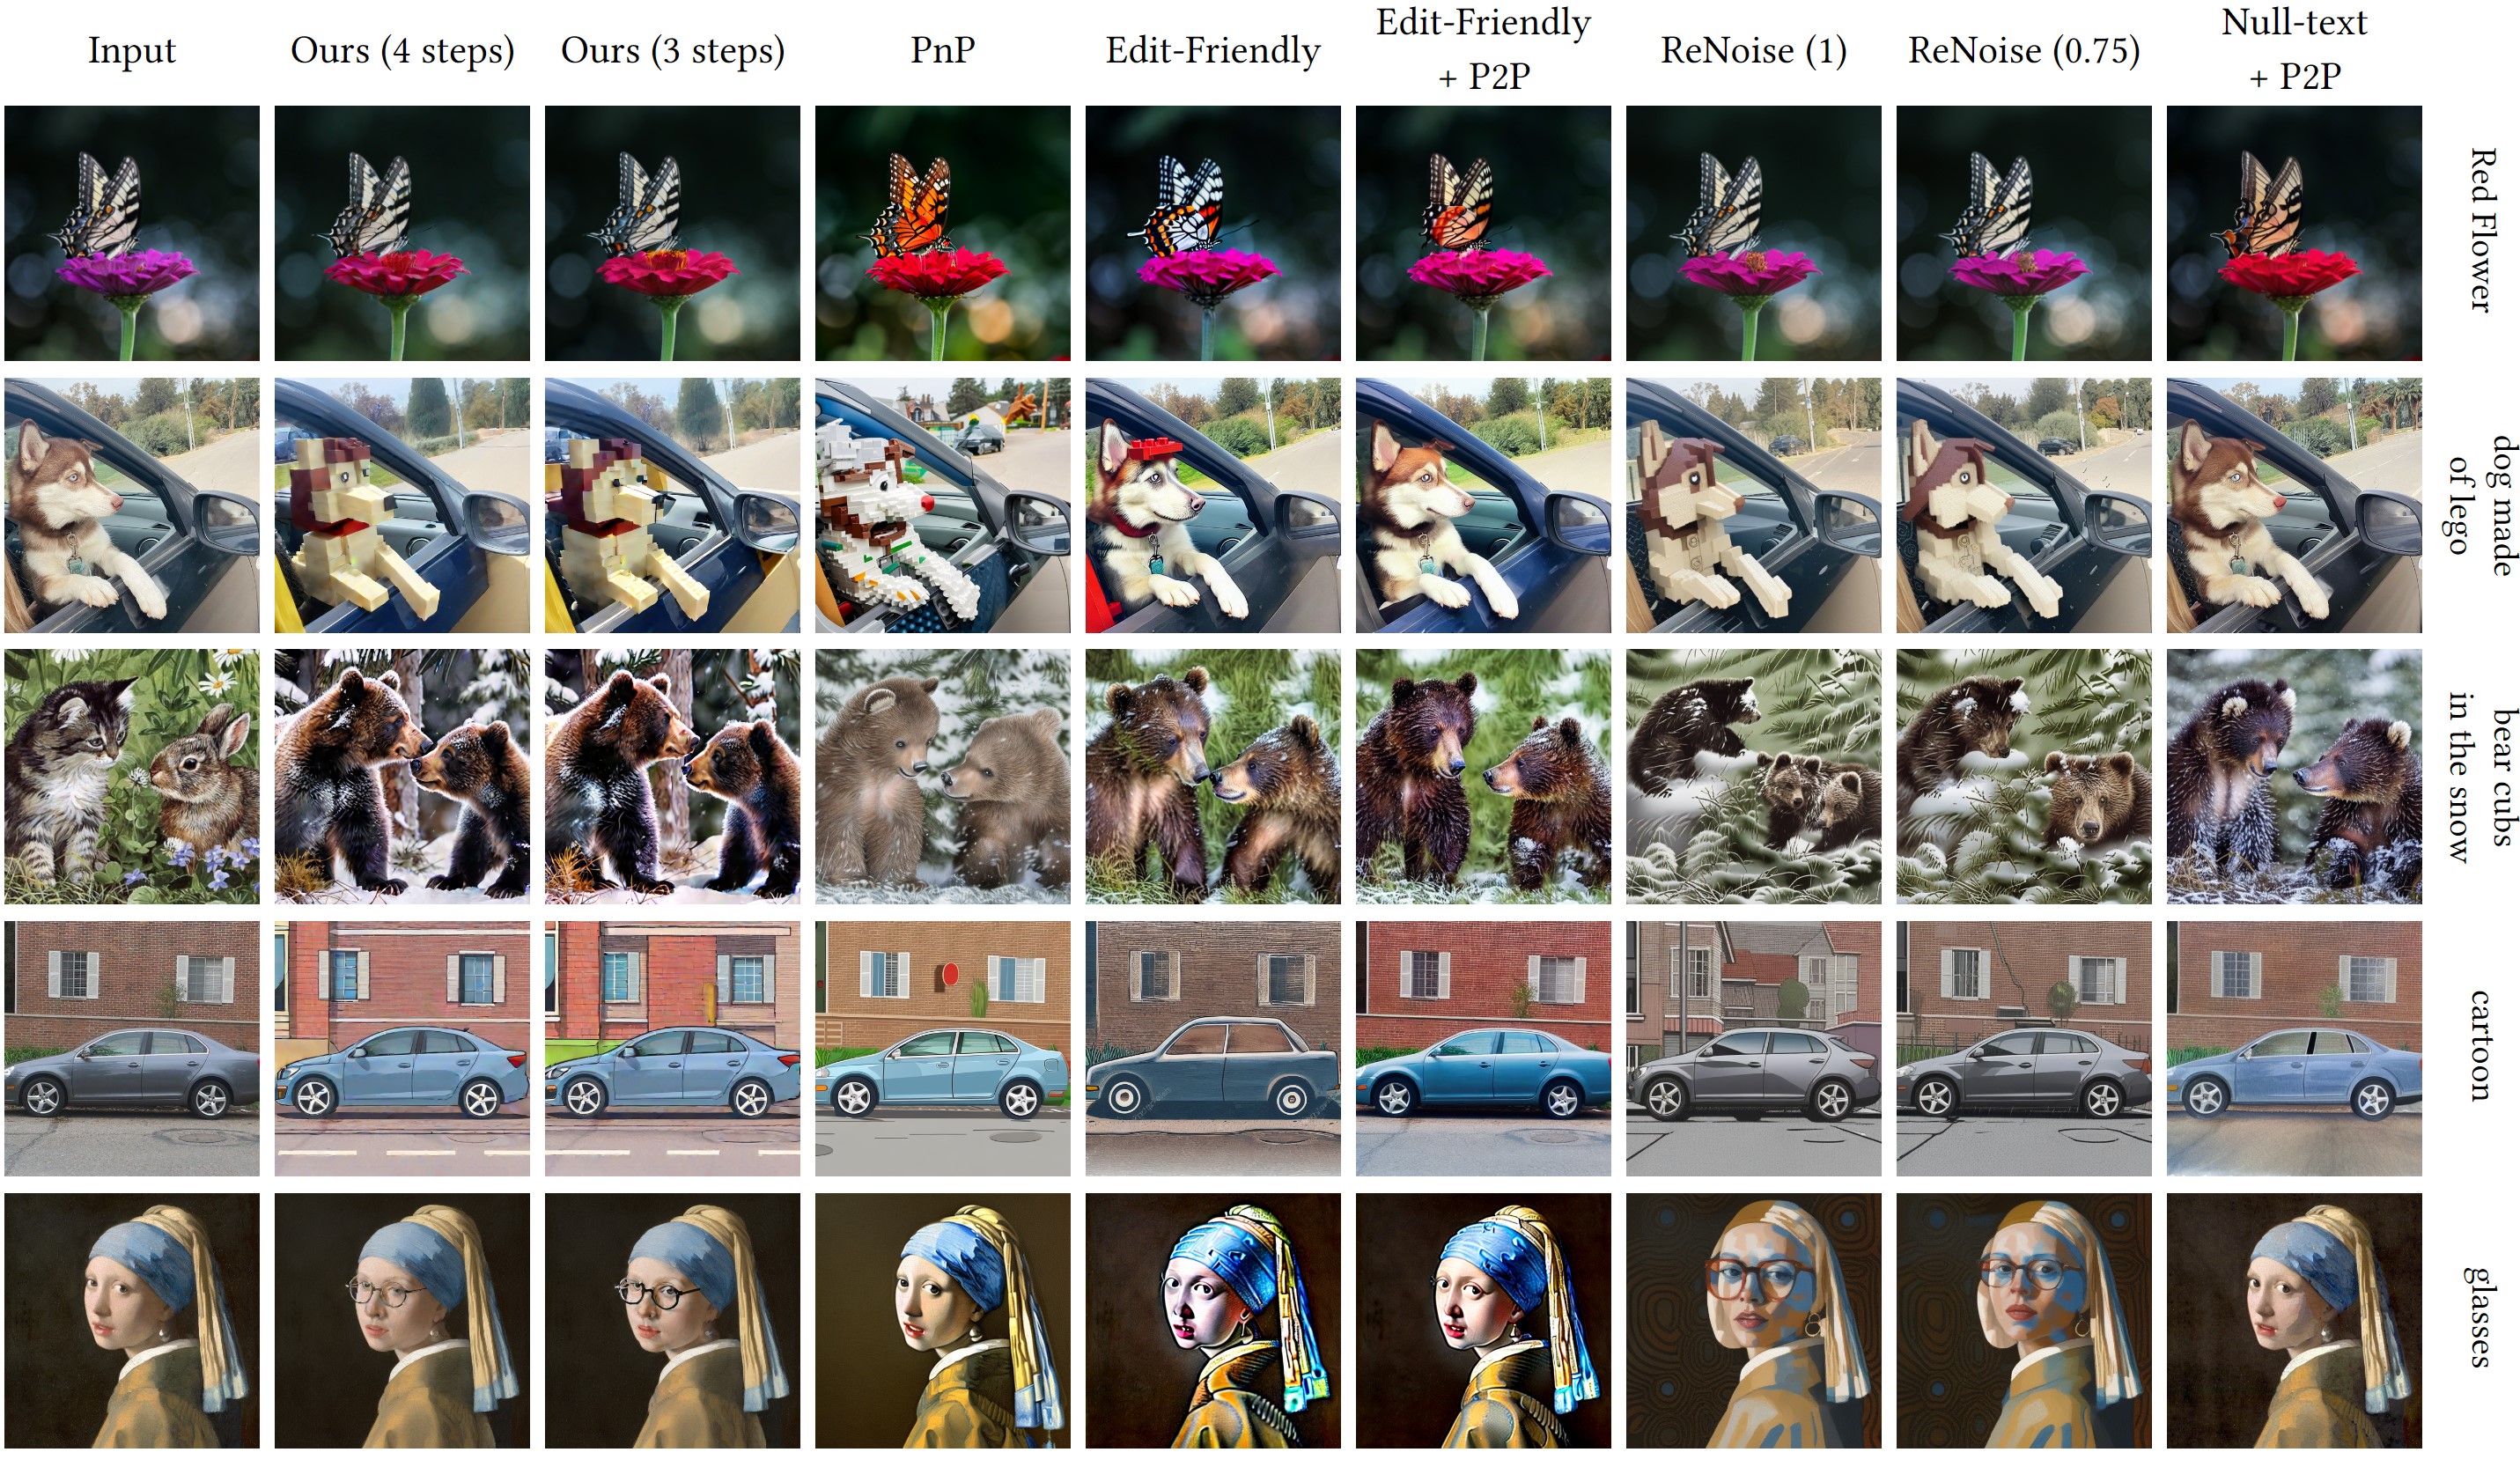 Input
Ours (4 steps)
Ours (3 steps)
PnP
Edit-Friendly
Edit-Friendly
+ P2P
ReNoise (1)
ReNoise (0.75)
Null-text
+ P2P
Red Flower
dog made
of lego
bear cubs
in the snow
cartoon
glasses